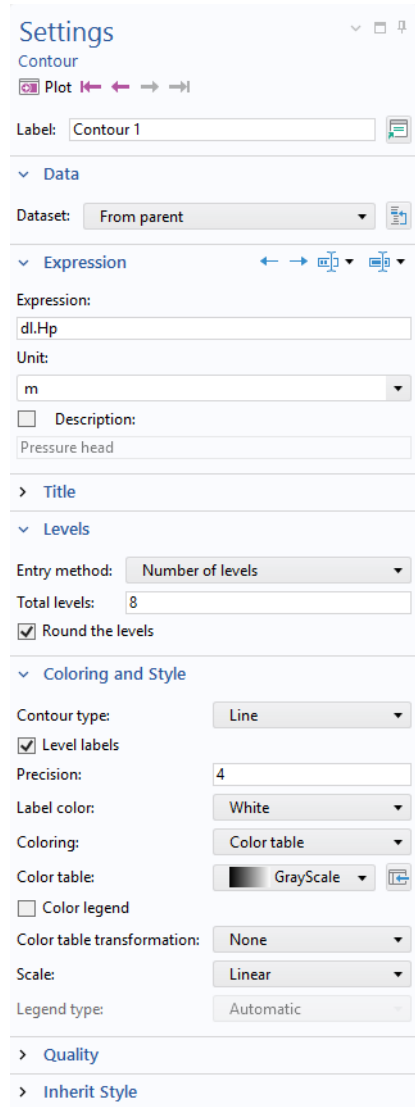 Settings
Contour
Plot
Label: Contour 1
Data
Dataset: From parent
Expression
Expression:
dl.Hp
Unit:
m
Description:
Pressure head
Title
Levels
Entry method: Number of levels
Total levels: 8
Round the levels
Coloring and Style
Contour type: Line
Level labels
Precision: 4
Label color: White
Coloring: Color table
Color table: GrayScale
Color legend
Color table transformation: None
Scale: Linear
Legend type: Automatic
Quality
Inherit Style